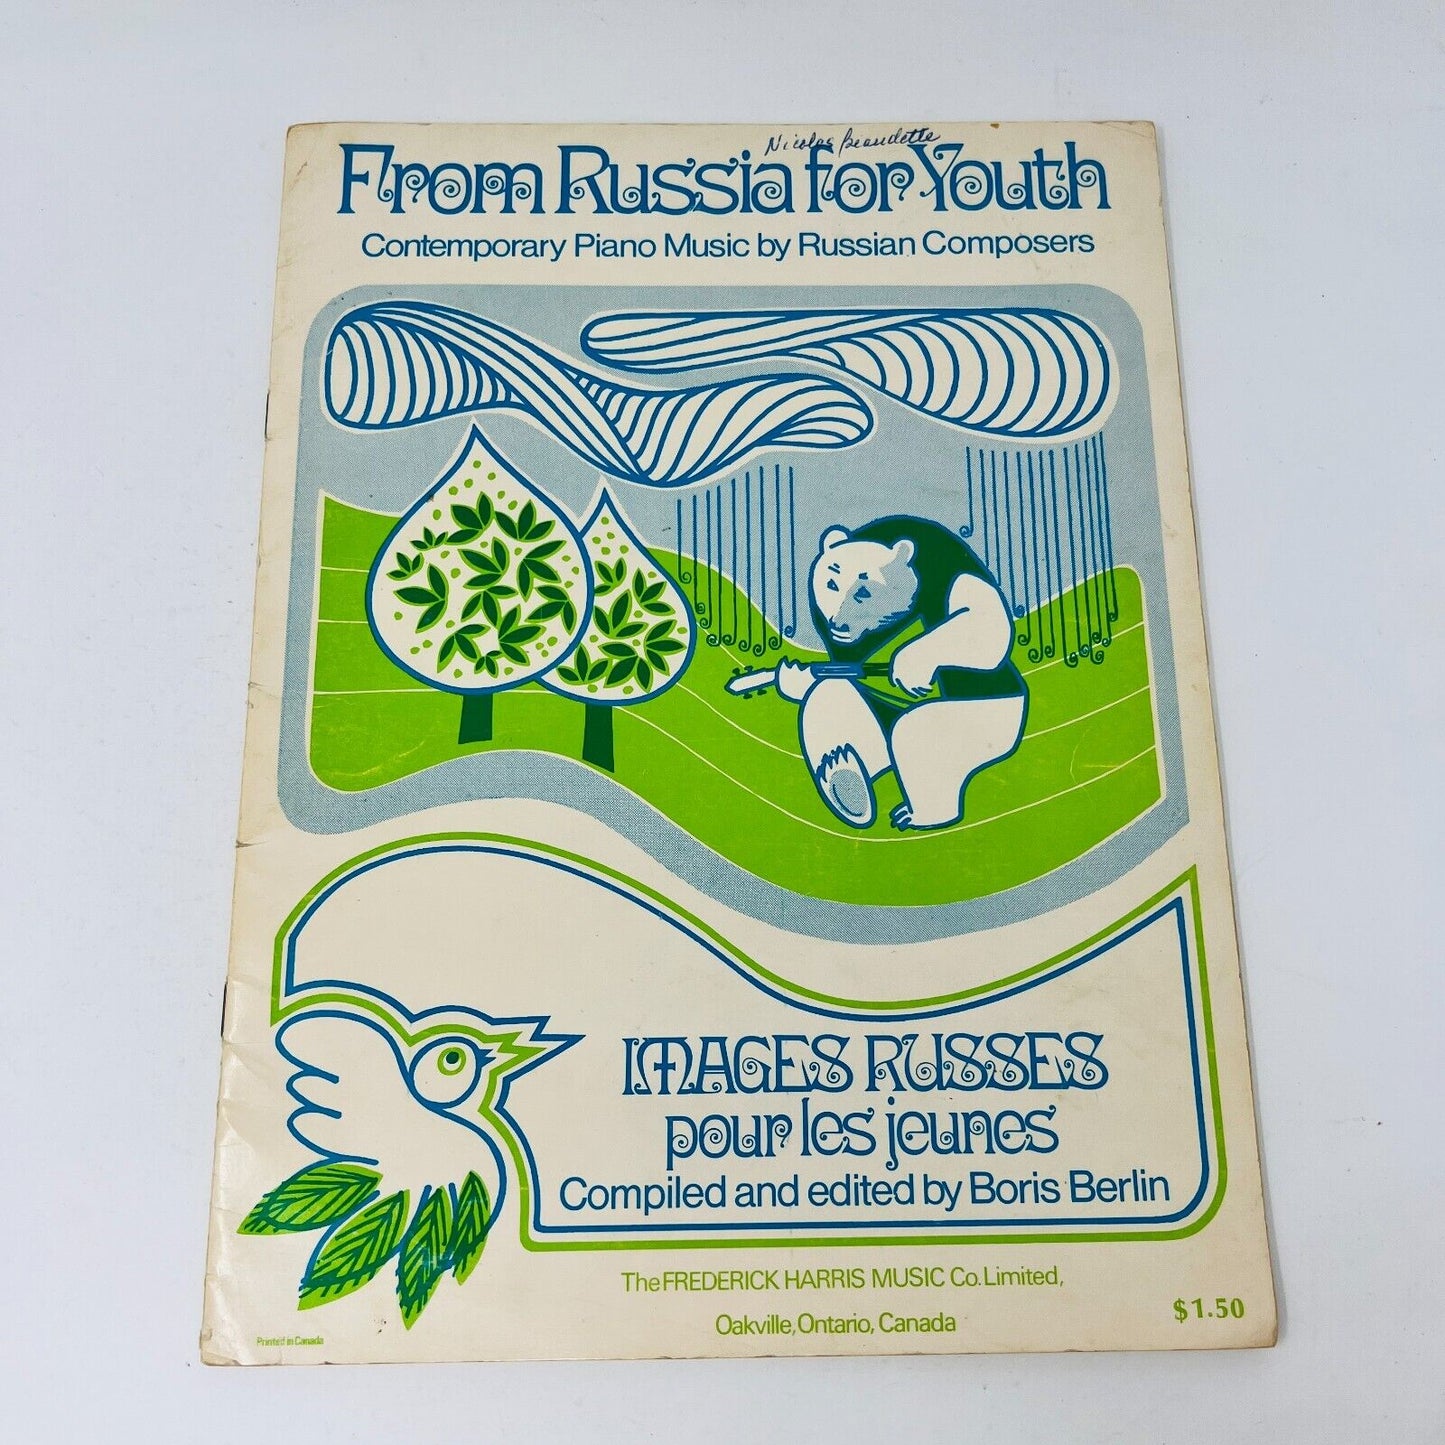 Nicolas Beaudette
From Russia for Youth
Contemporary Piano Music by Russian Composers
IMAGES RUSSES
pour les jeunes
Compiled and edited by Boris Berlin
The FREDERICK HARRIS MUSIC Co. Limited,
Oakville, Ontario, Canada
$1.50
Printed in Canada